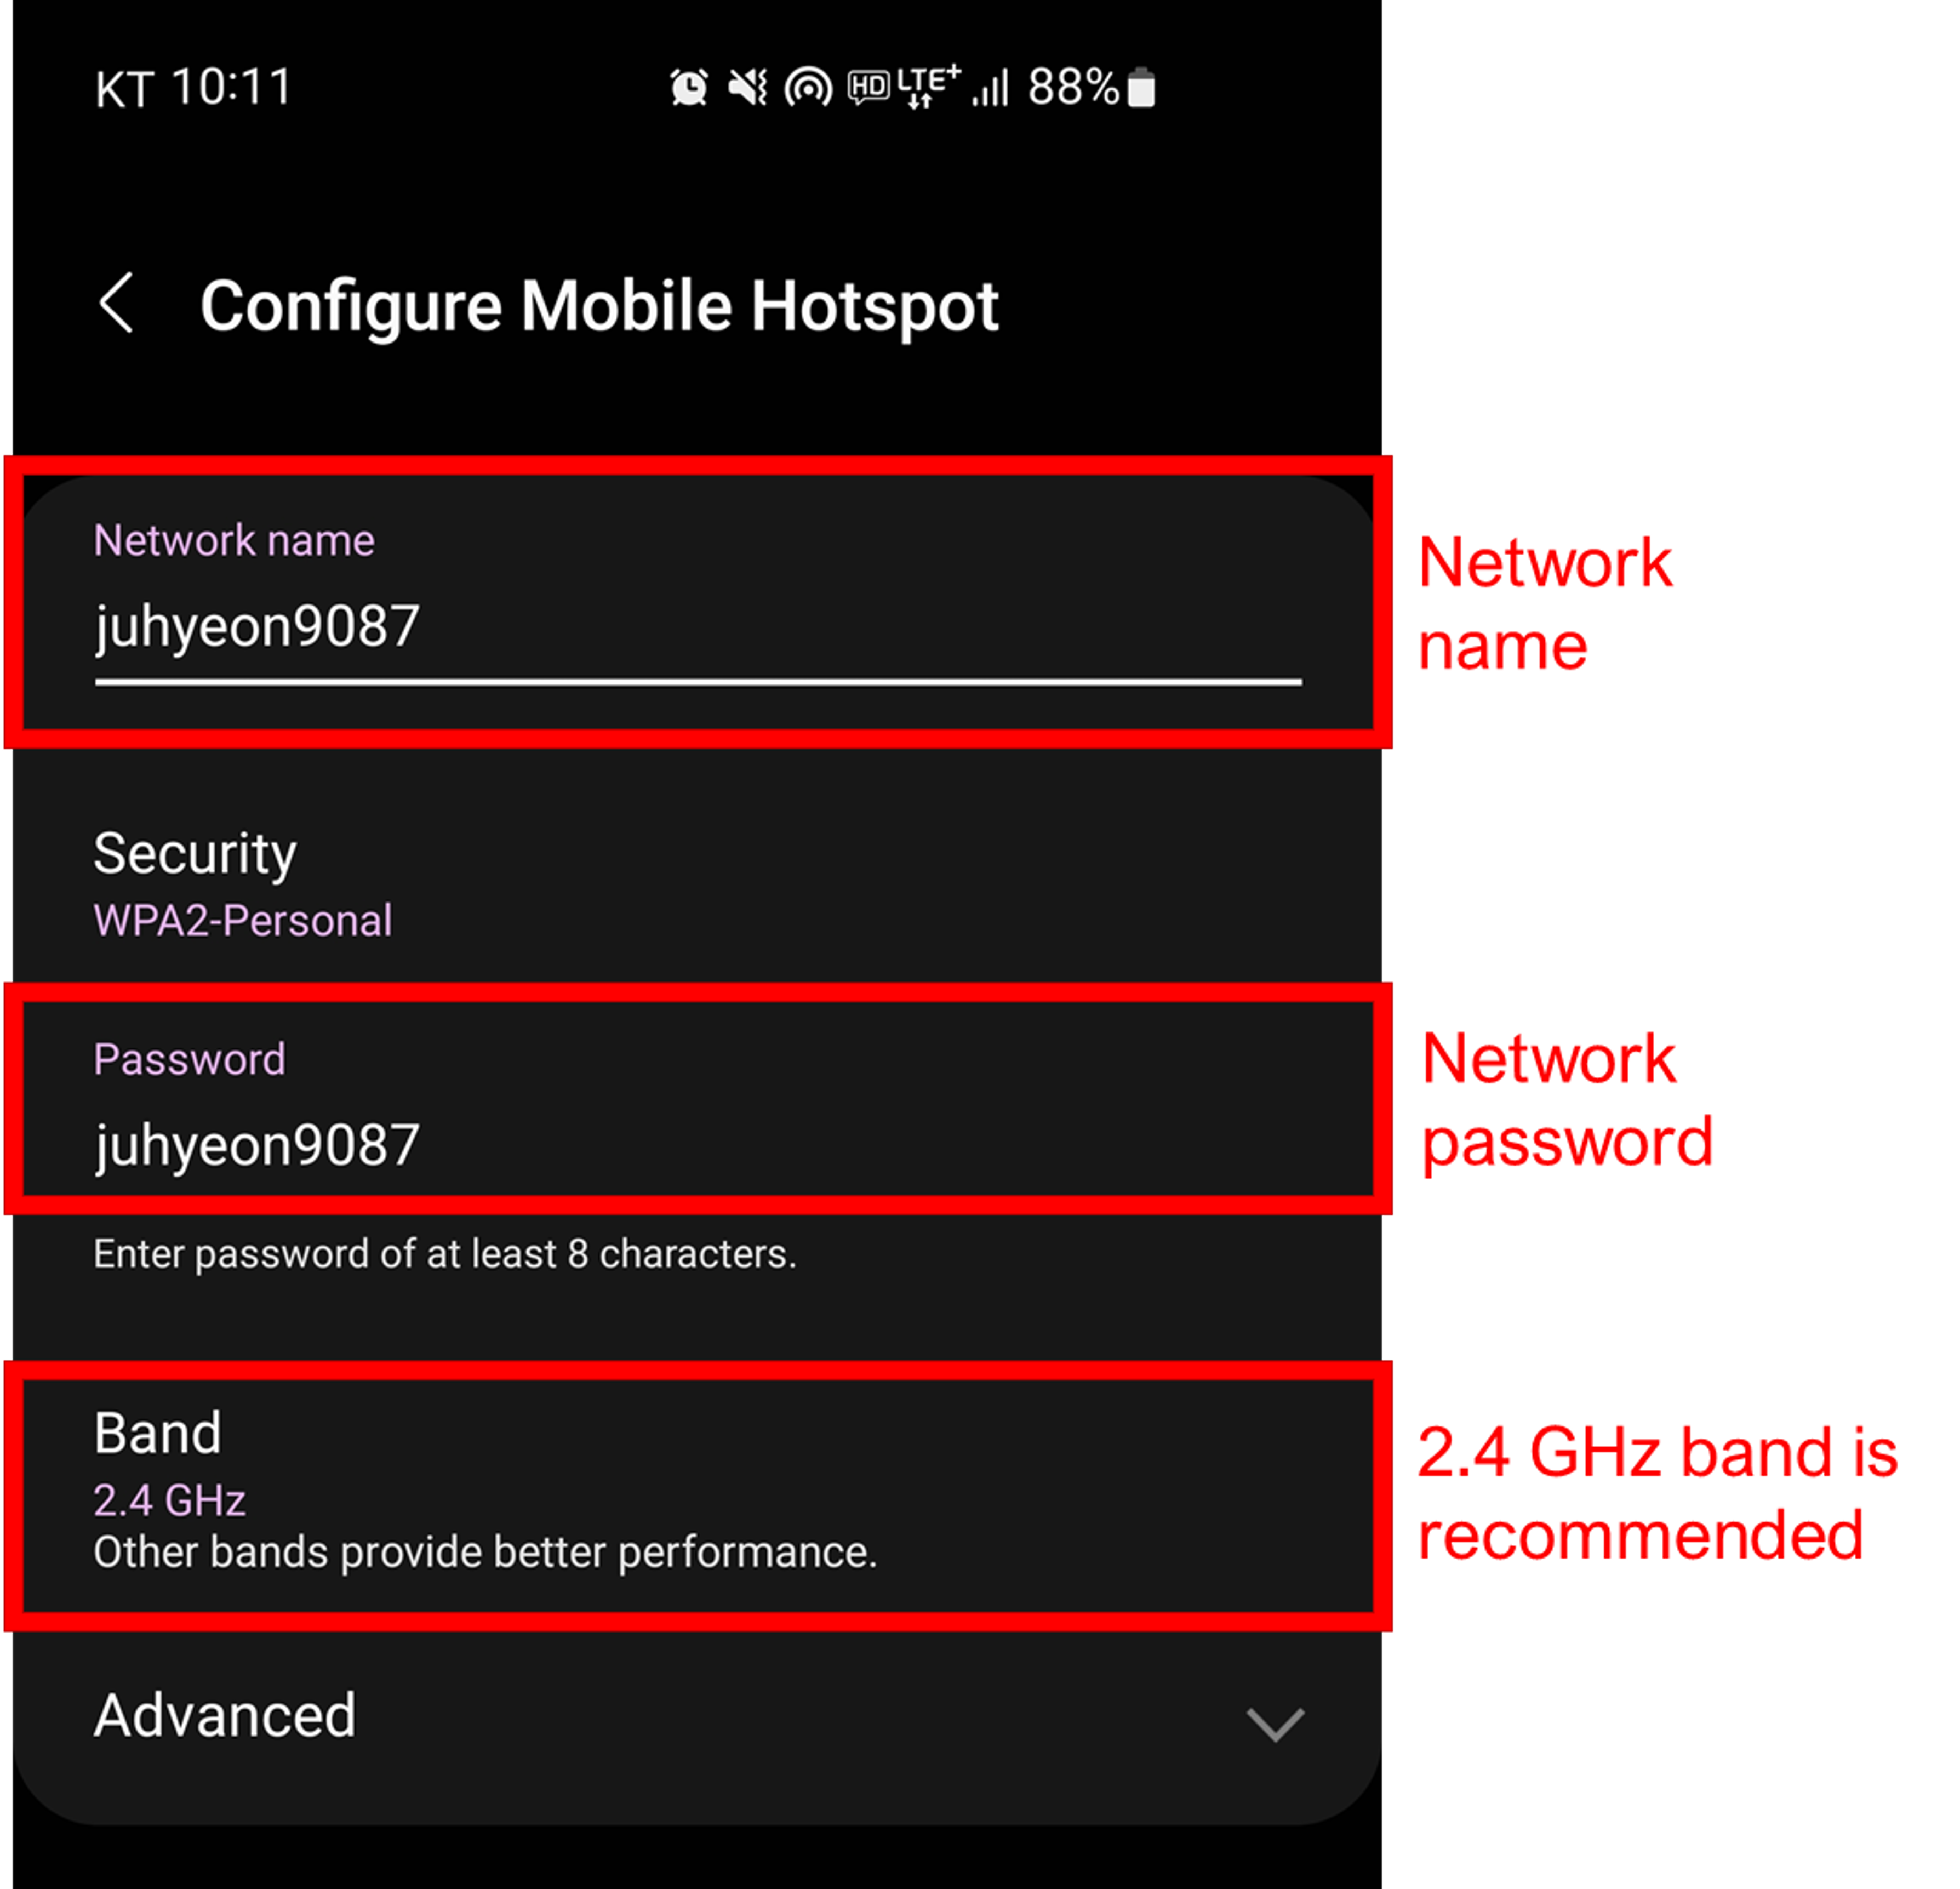 KT 10:11 HD LTE+ 88%
Configure Mobile Hotspot
Network name
juhyeon9087
Network
name
Security
WPA2-Personal
Password
juhyeon9087
Network
password
Enter password of at least 8 characters.
Band
2.4 GHz
Other bands provide better performance.
2.4 GHz band is
recommended
Advanced